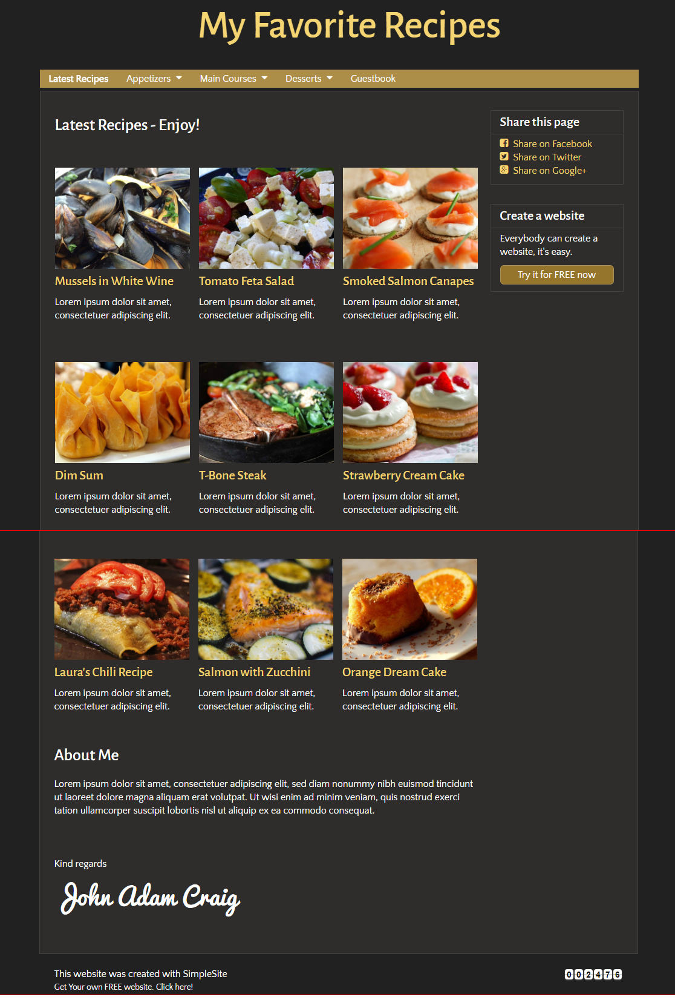 My Favorite Recipes
Latest Recipes Appetizers Main Courses Desserts Guestbook
Latest Recipes - Enjoy!
Mussels in White Wine
Lorem ipsum dolor sit amet,
consectetuer adipiscing elit.
Tomato Feta Salad
Lorem ipsum dolor sit amet,
consectetuer adipiscing elit.
Smoked Salmon Canapes
Lorem ipsum dolor sit amet,
consectetuer adipiscing elit.
Dim Sum
Lorem ipsum dolor sit amet,
consectetuer adipiscing elit.
T-Bone Steak
Lorem ipsum dolor sit amet,
consectetuer adipiscing elit.
Strawberry Cream Cake
Lorem ipsum dolor sit amet,
consectetuer adipiscing elit.
Laura's Chili Recipe
Lorem ipsum dolor sit amet,
consectetuer adipiscing elit.
Salmon with Zucchini
Lorem ipsum dolor sit amet,
consectetuer adipiscing elit.
Orange Dream Cake
Lorem ipsum dolor sit amet,
consectetuer adipiscing elit.
About Me
Lorem ipsum dolor sit amet, consectetuer adipiscing elit, sed diam nonummy nibh euismod tincidunt
ut laoreet dolore magna aliquam erat volutpat. Ut wisi enim ad minim veniam, quis nostrud exerci
tation ullamcorper suscipit lobortis nisl ut aliquip ex ea commodo consequat.
Kind regards
John Adam Craig
Share this page
Share on Facebook
Share on Twitter
Share on Google+
Create a website
Everybody can create a
website, it's easy.
Try it for FREE now
This website was created with SimpleSite
Get Your own FREE website. Click here!
002476